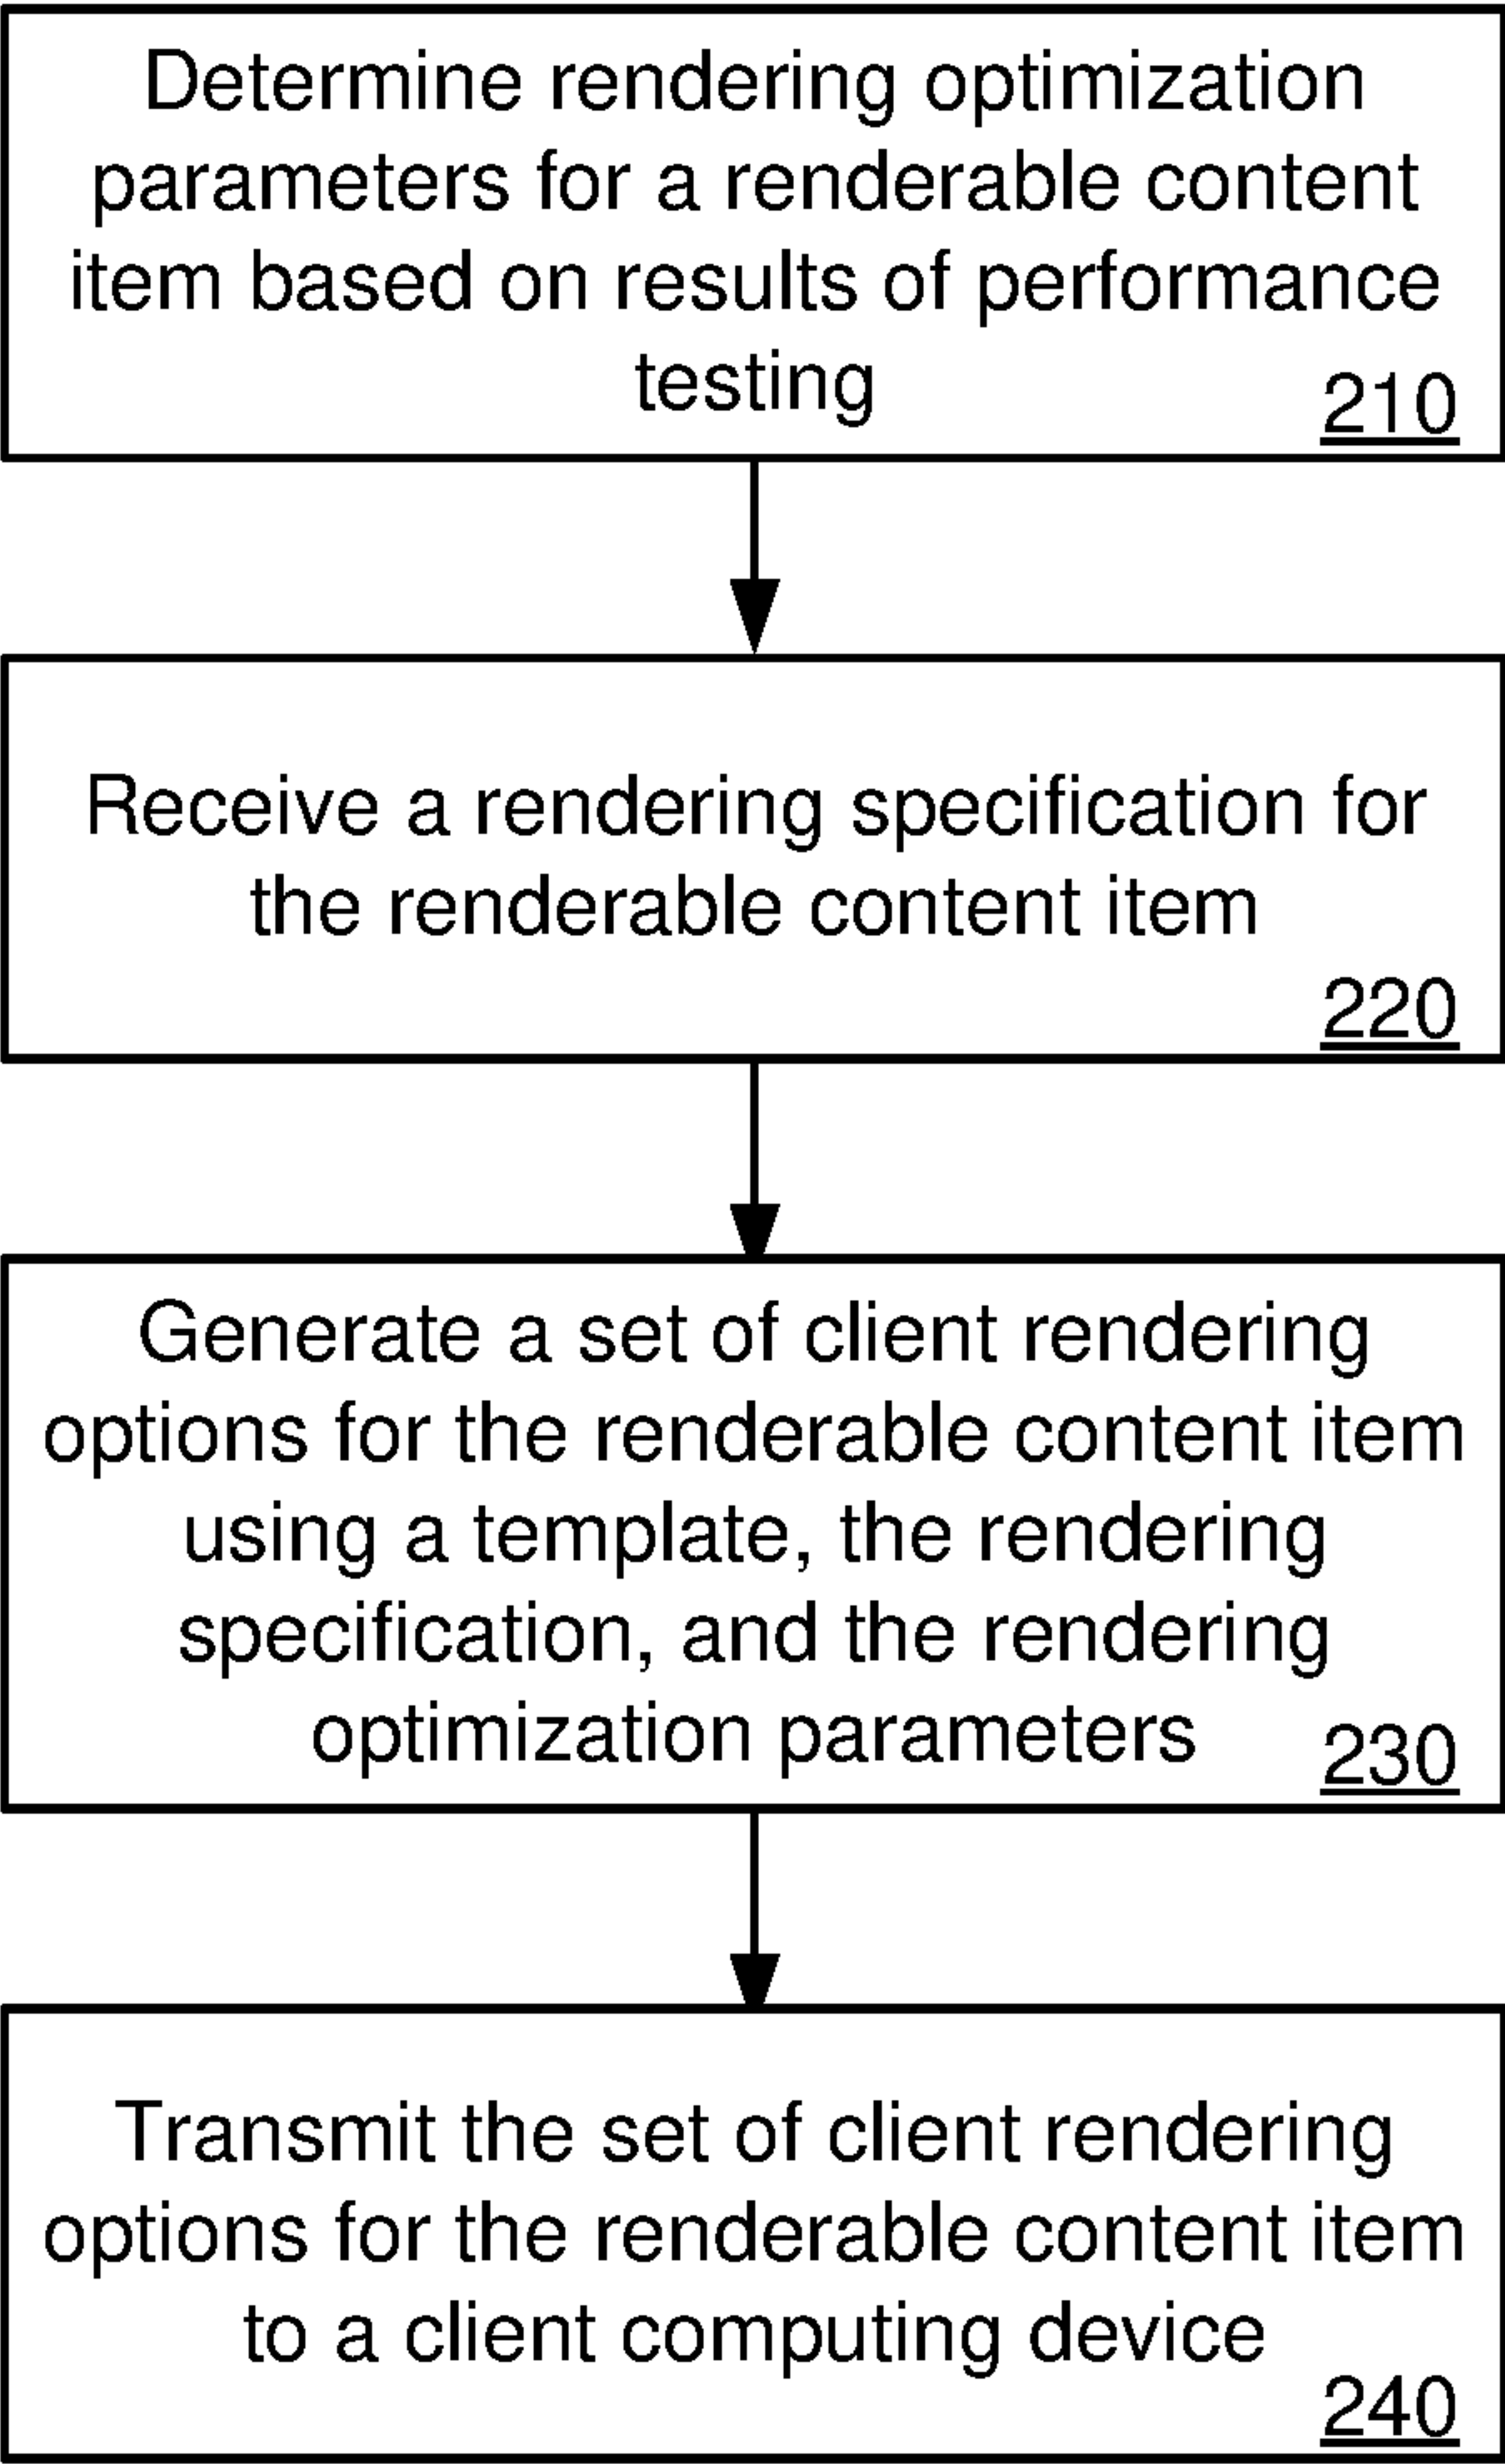 Determine rendering optimization
parameters for a renderable content
item based on results of performance
testing
210
Receive a rendering specification for
the renderable content item
220
Generate a set of client rendering
options for the renderable content item
using a template, the rendering
specification, and the rendering
optimization parameters
230
Transmit the set of client rendering
options for the renderable content item
to a client computing device
240